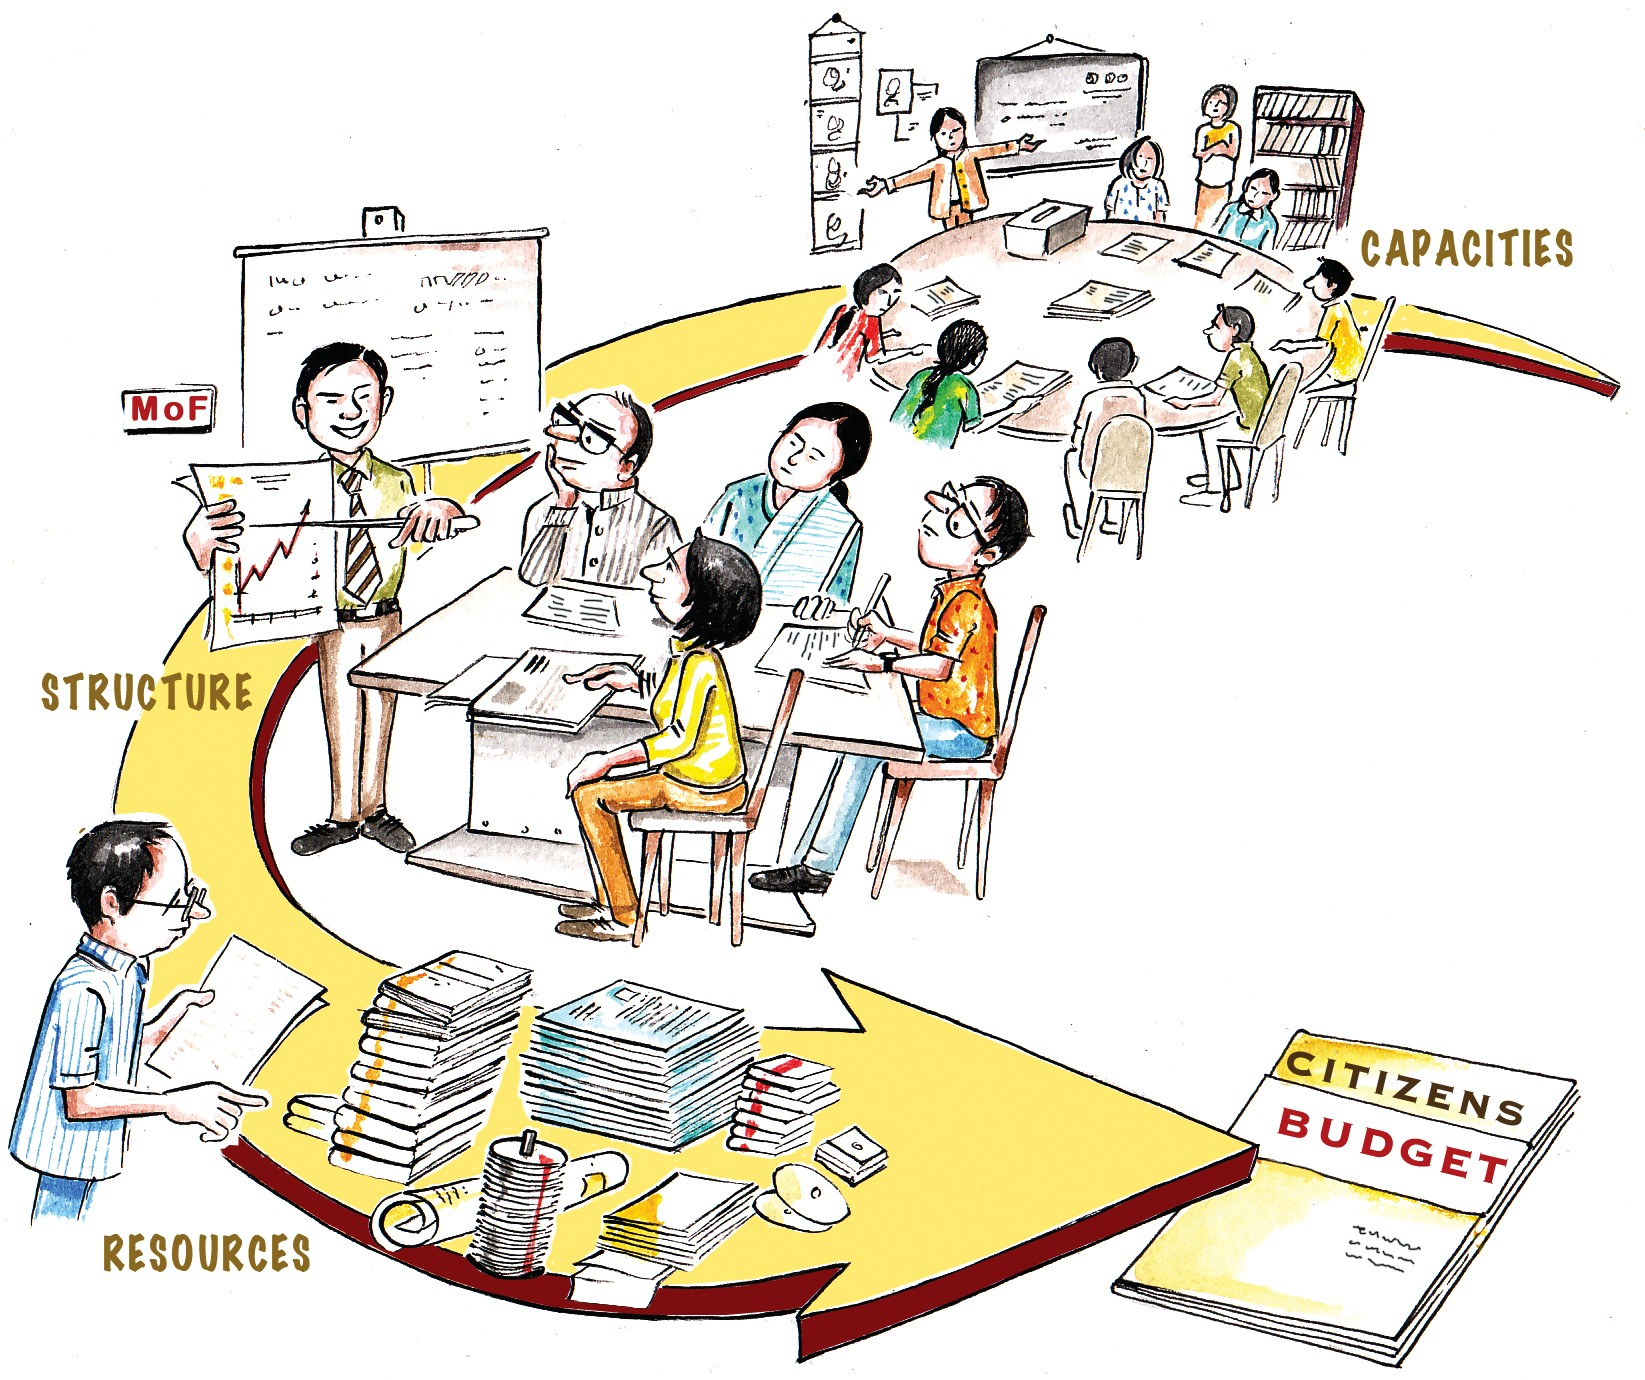 CAPACITIES
MoF
STRUCTURE
RESOURCES
CITIZENS
BUDGET